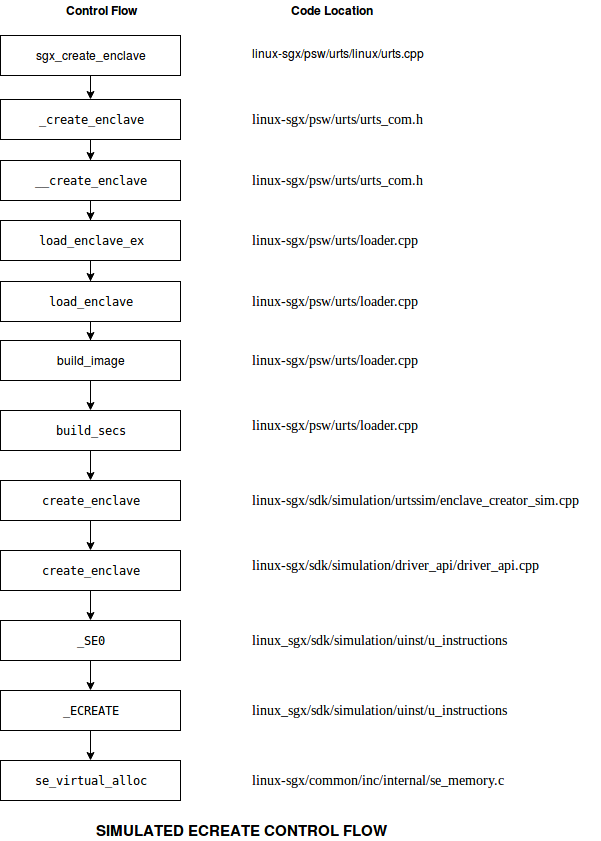 Control Flow Code Location
sgx_create_enclave linux-sgx/psw/urts/linux/urts.cpp
_create_enclave linux-sgx/psw/urts/urts_com.h
__create_enclave linux-sgx/psw/urts/urts_com.h
load_enclave_ex linux-sgx/psw/urts/loader.cpp
load_enclave linux-sgx/psw/urts/loader.cpp
build_image linux-sgx/psw/urts/loader.cpp
build_secs linux-sgx/psw/urts/loader.cpp
create_enclave linux-sgx/sdk/simulation/urtssim/enclave_creator_sim.cpp
create_enclave linux-sgx/sdk/simulation/driver_api/driver_api.cpp
_SE0 linux_sgx/sdk/simulation/uinst/u_instructions
_ECREATE linux_sgx/sdk/simulation/uinst/u_instructions
se_virtual_alloc linux-sgx/common/inc/internal/se_memory.c
SIMULATED ECREATE CONTROL FLOW